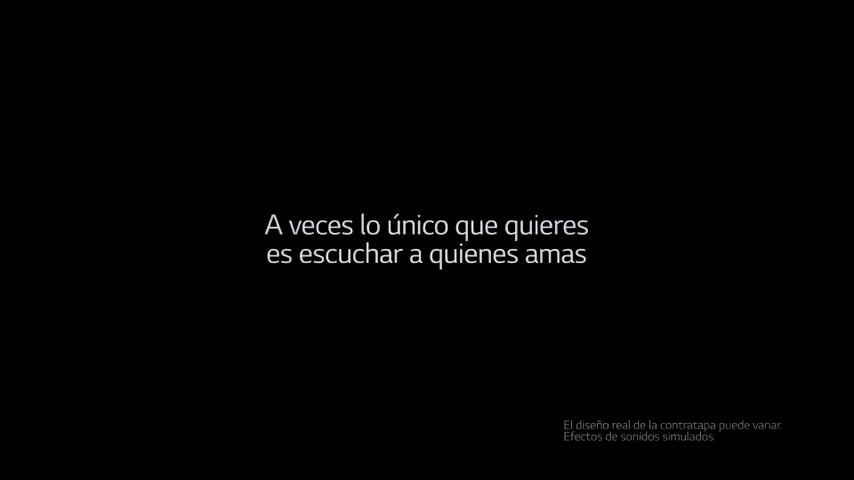 A veces lo único que quieres
es escuchar a quienes amas
El diseño real de la contratapa puede variar.
Efectos de sonidos simulados.